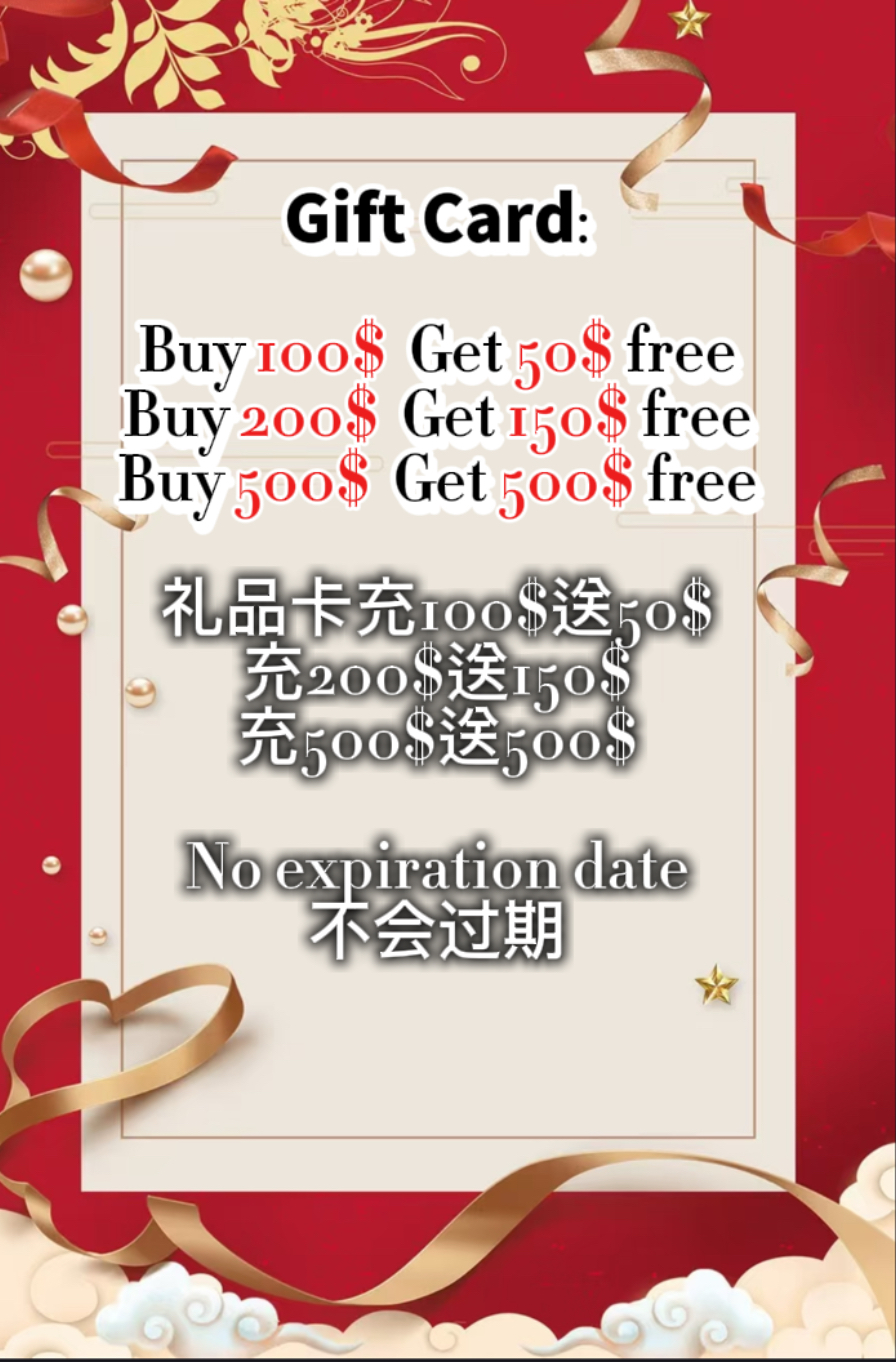 Gift Card:
Buy 100$ Get 50$ free
Buy 200$ Get 150$ free
Buy 500$ Get 500$ free
礼品卡充100$送50$
充200$送150$
充500$送500$
No expiration date
不会过期